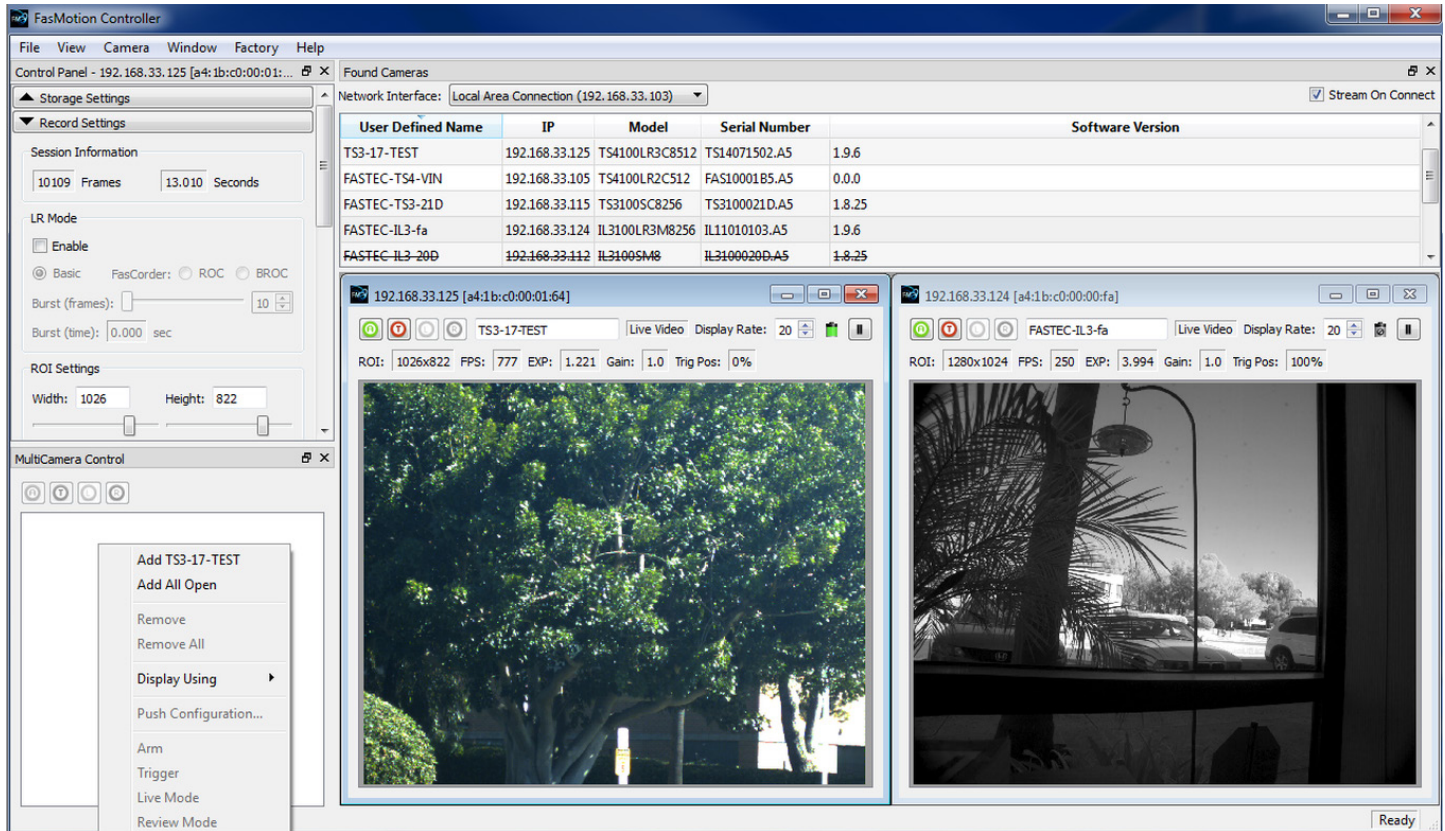 FasMotion Controller
File View Camera Window Factory Help
Control Panel - 192.168.33.125 [a4:1b:c0:00:01:...
Storage Settings
Record Settings
Session Information
10109 Frames 13.010 Seconds
LR Mode
Enable
Basic FasCorder: ROC BROC
Burst (frames): 10
Burst (time): 0.000 sec
ROI Settings
Width: 1026 Height: 822
MultiCamera Control
A T L R
Add TS3-17-TEST
Add All Open
Remove
Remove All
Display Using
Push Configuration...
Arm
Trigger
Live Mode
Review Mode
Found Cameras
Network Interface: Local Area Connection (192.168.33.103) Stream On Connect
User Defined Name IP Model Serial Number Software Version
TS3-17-TEST 192.168.33.125 TS4100LR3C8512 TS14071502.A5 1.9.6
FASTEC-TS4-VIN 192.168.33.105 TS4100LR2C512 FAS10001B5.A5 0.0.0
FASTEC-TS3-21D 192.168.33.115 TS3100SC8256 TS3100021D.A5 1.8.25
FASTEC-IL3-fa 192.168.33.124 IL3100LR3M8256 IL11010103.A5 1.9.6
FASTEC-IL3-20D 192.168.33.112 IL3100SM8 IL3100020D.A5 1.8.25
192.168.33.125 [a4:1b:c0:00:01:64]
A T L R TS3-17-TEST Live Video Display Rate: 20
ROI: 1026x822 FPS: 777 EXP: 1.221 Gain: 1.0 Trig Pos: 0%
192.168.33.124 [a4:1b:c0:00:00:fa]
A T L R FASTEC-IL3-fa Live Video Display Rate: 20
ROI: 1280x1024 FPS: 250 EXP: 3.994 Gain: 1.0 Trig Pos: 100%
Ready